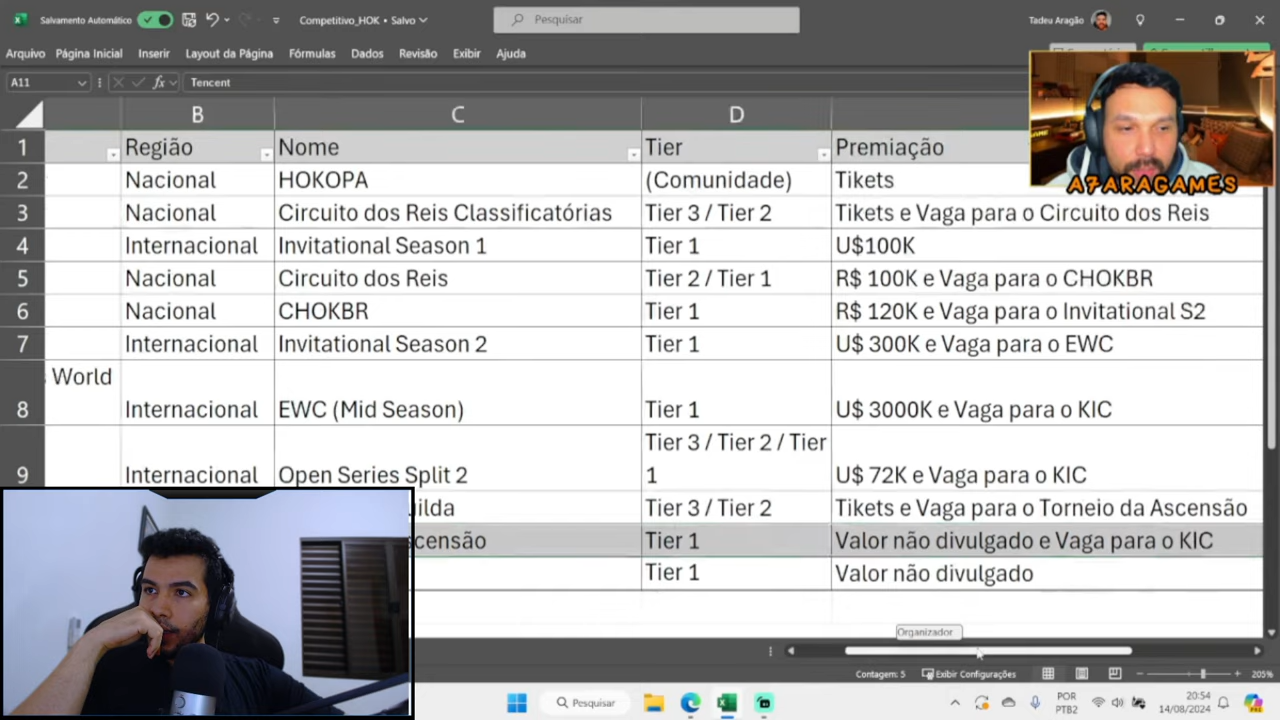 Salvamento Automático
Competitivo_HOK • Salvo
Pesquisar
Tadeu Aragão
Arquivo Página Inicial Inserir Layout da Página Fórmulas Dados Revisão Exibir Ajuda
A11 fx Tencent
B C D
1 Região Nome Tier Premiação
2 Nacional HOKOPA (Comunidade) Tikets
3 Nacional Circuito dos Reis Classificatórias Tier 3 / Tier 2 Tikets e Vaga para o Circuito dos Reis
4 Internacional Invitational Season 1 Tier 1 U$100K
5 Nacional Circuito dos Reis Tier 2 / Tier 1 R$ 100K e Vaga para o CHOKBR
6 Nacional CHOKBR Tier 1 R$ 120K e Vaga para o Invitational S2
7 Internacional Invitational Season 2 Tier 1 U$ 300K e Vaga para o EWC
World
8 Internacional EWC (Mid Season) Tier 1 U$ 3000K e Vaga para o KIC
Tier 3 / Tier 2 / Tier
9 Internacional Open Series Split 2 1 U$ 72K e Vaga para o KIC
uilda Tier 3 / Tier 2 Tikets e Vaga para o Torneio da Ascensão
scensão Tier 1 Valor não divulgado e Vaga para o KIC
Tier 1 Valor não divulgado
A7ARAGAMES
Organizador
Contagem: 5 Exibir Configurações 205%
Pesquisar
POR
PTB2
20:54
14/08/2024